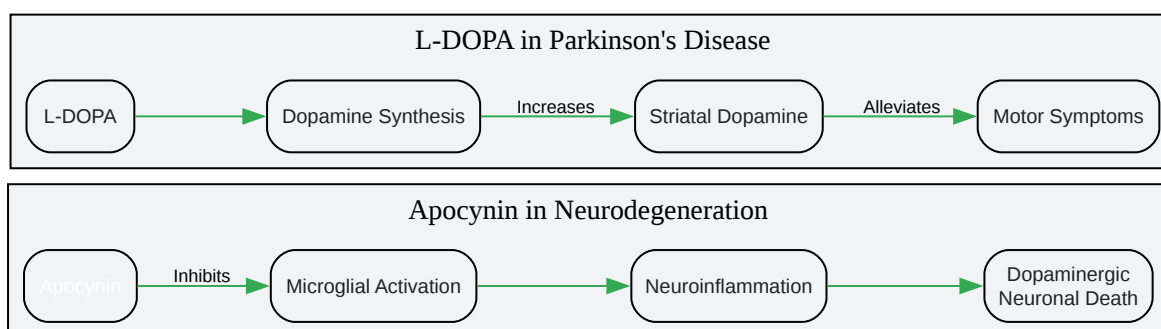 L-DOPA in Parkinson's Disease
L-DOPA
Dopamine Synthesis
Increases
Striatal Dopamine
Alleviates
Motor Symptoms
Apocynin in Neurodegeneration
Apocynin
Inhibits
Microglial Activation
Neuroinflammation
Dopaminergic
Neuronal Death